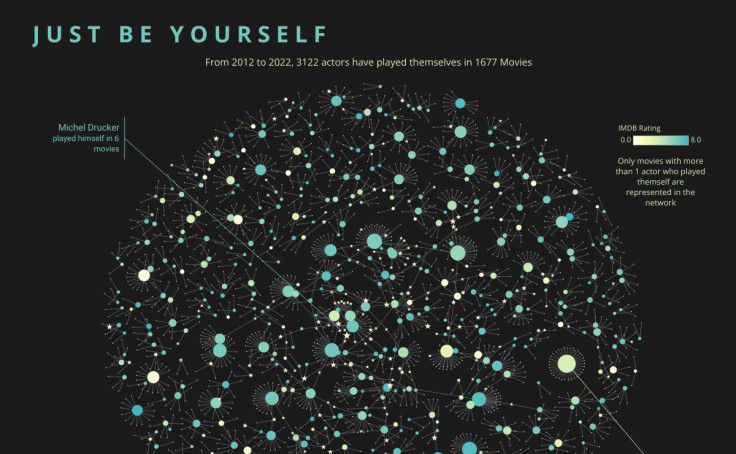 JUST BE YOURSELF
From 2012 to 2022, 3122 actors have played themselves in 1677 Movies
Michel Drucker
played himself in 6
movies
IMDB Rating
0.0 8.0
Only movies with more
than 1 actor who played
themself are
represented in the
network